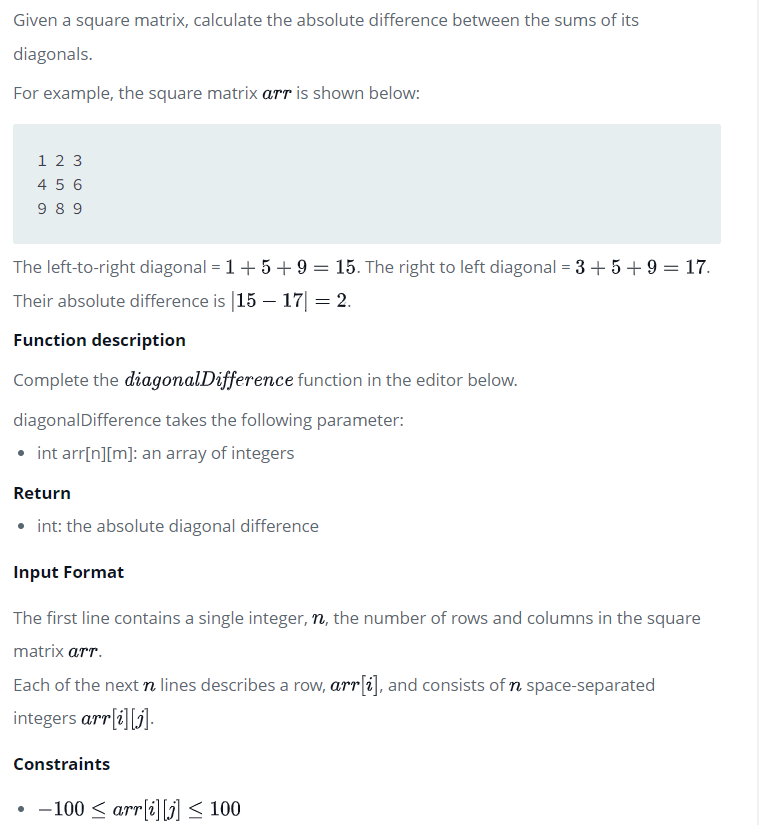 Given a square matrix, calculate the absolute difference between the sums of its
diagonals.
For example, the square matrix arr is shown below:
1 2 3
4 5 6
9 8 9
The left-to-right diagonal = 1 + 5 + 9 = 15. The right to left diagonal = 3 + 5 + 9 = 17.
Their absolute difference is |15 − 17| = 2.
Function description
Complete the diagonalDifference function in the editor below.
diagonalDifference takes the following parameter:
• int arr[n][m]: an array of integers
Return
• int: the absolute diagonal difference
Input Format
The first line contains a single integer, n, the number of rows and columns in the square
matrix arr.
Each of the next n lines describes a row, arr[i], and consists of n space-separated
integers arr[i][j].
Constraints
• −100 ≤ arr[i][j] ≤ 100